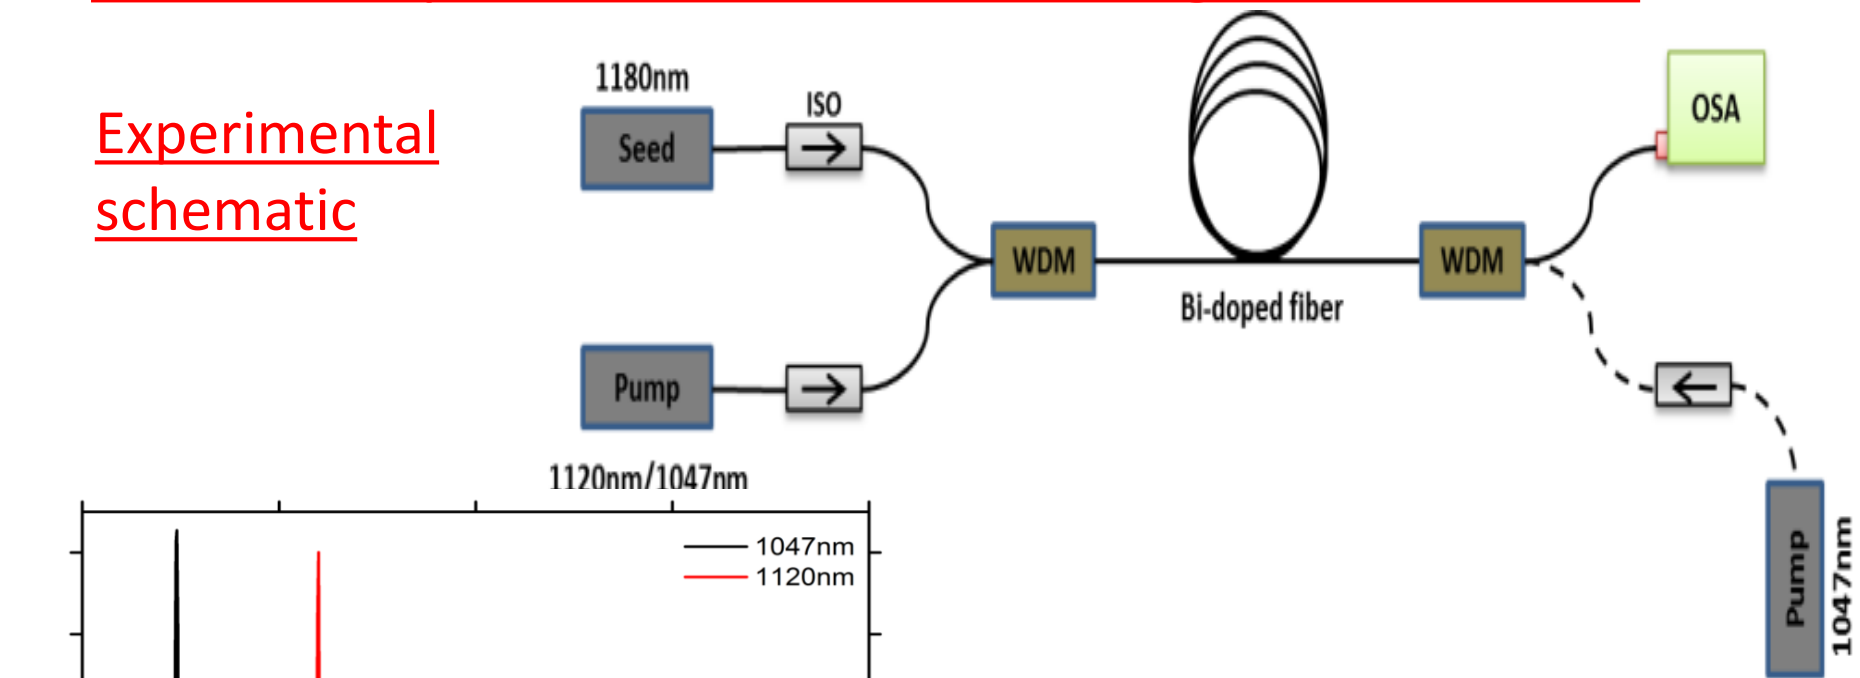 Experimental
schematic
1180nm
Seed
ISO
WDM
Bi-doped fiber
WDM
OSA
Pump
1120nm/1047nm
Pump
1047nm
1047nm
1120nm